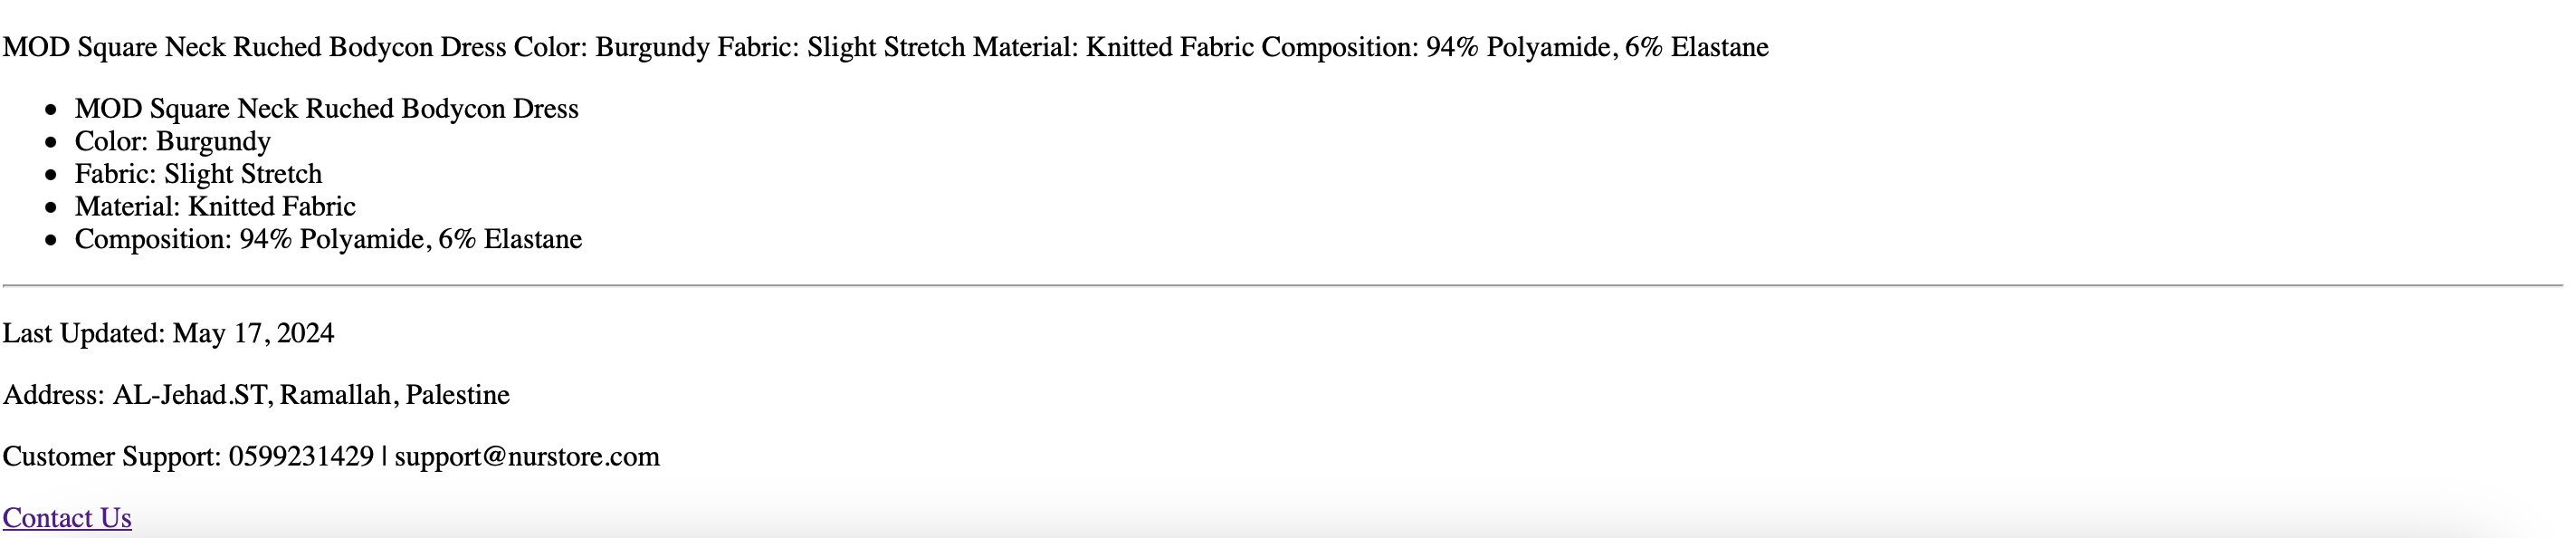 MOD Square Neck Ruched Bodycon Dress Color: Burgundy Fabric: Slight Stretch Material: Knitted Fabric Composition: 94% Polyamide, 6% Elastane
• MOD Square Neck Ruched Bodycon Dress
• Color: Burgundy
• Fabric: Slight Stretch
• Material: Knitted Fabric
• Composition: 94% Polyamide, 6% Elastane
Last Updated: May 17, 2024
Address: AL-Jehad.ST, Ramallah, Palestine
Customer Support: 0599231429 | support@nurstore.com
Contact Us